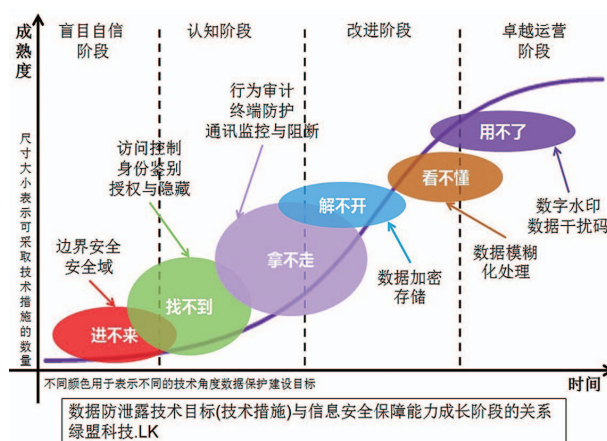 成熟度
盲目自信
阶段
认知阶段
改进阶段
卓越运营
阶段
尺寸大小表示可采取技术措施的数量
行为审计
终端防护
通讯监控与阻断
访问控制
身份鉴别
授权与隐藏
边界安全
安全域
用不了
看不懂
解不开
拿不走
找不到
进不来
数字水印
数据干扰码
数据模糊
化处理
数据加密
存储
不同颜色用于表示不同的技术角度数据保护建设目标
时间
数据防泄露技术目标(技术措施)与信息安全保障能力成长阶段的关系
绿盟科技.LK